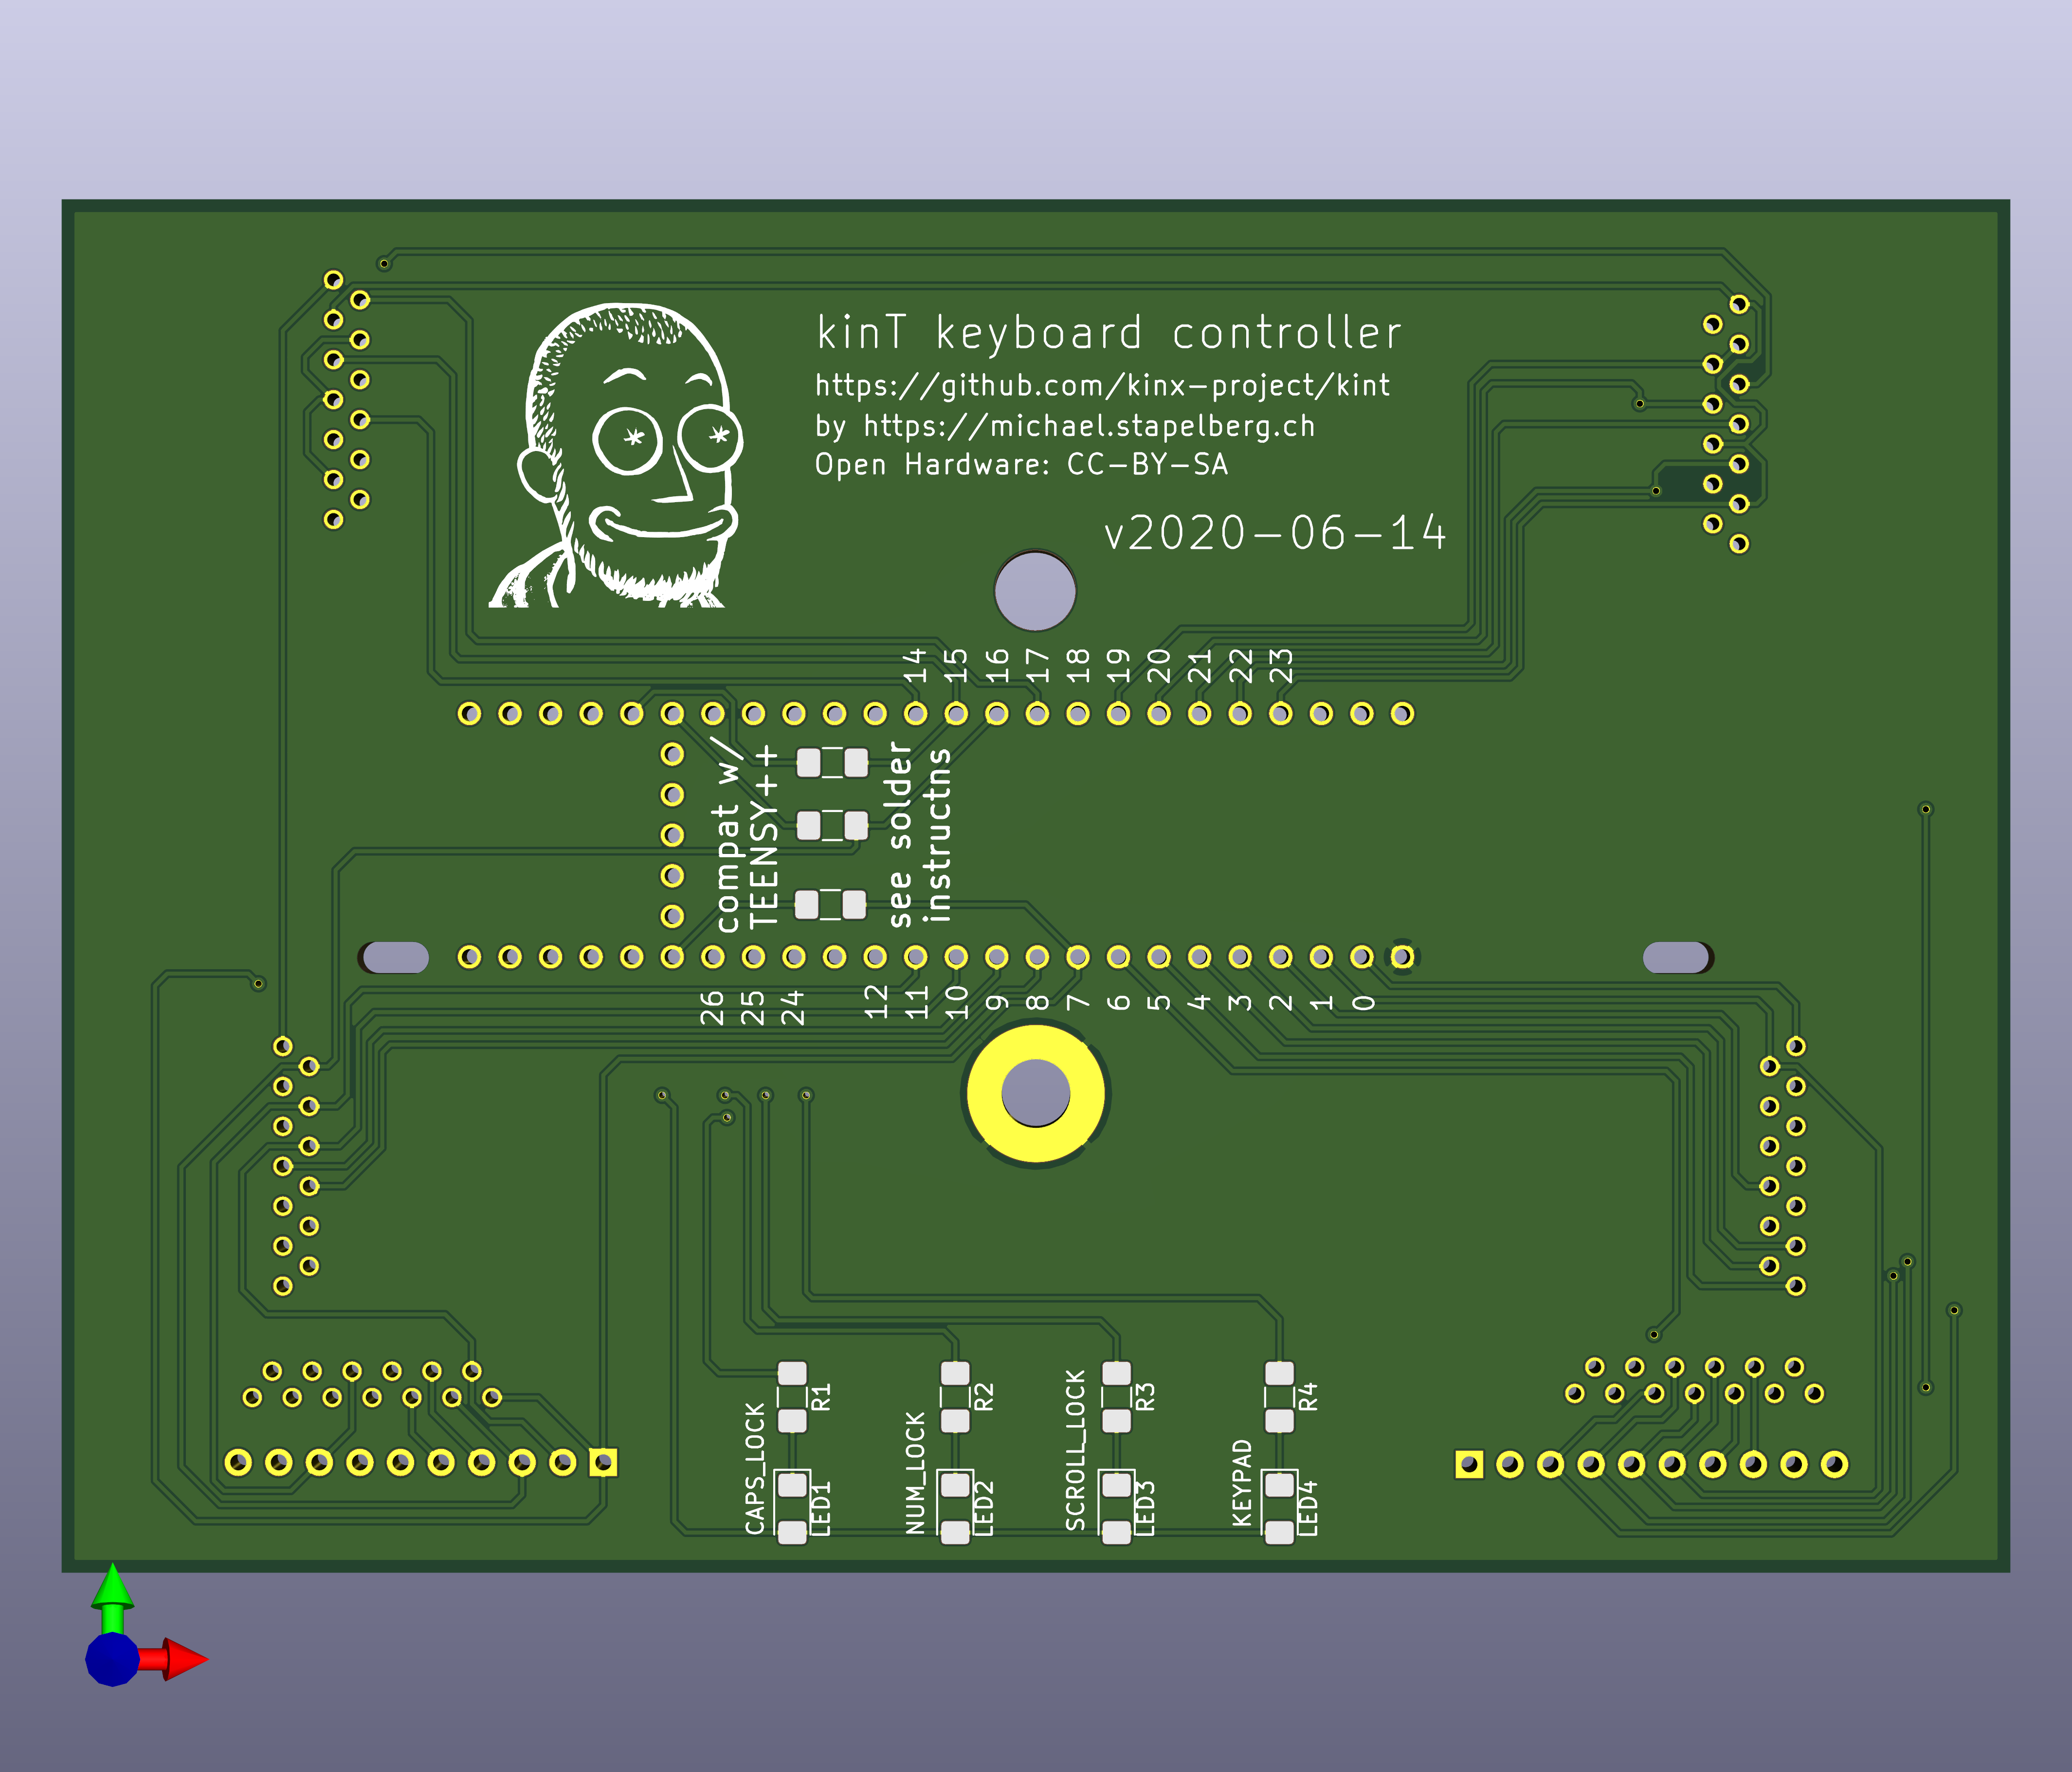 kinT keyboard controller
https://github.com/kinx-project/kint
by https://michael.stapelberg.ch
Open Hardware: CC-BY-SA
v2020-06-14
14 15 16 17 18 19 20 21 22 23
compat w/
TEENSY++
see solder
instructns
26 25 24 12 11 10 9 8 7 6 5 4 3 2 1 0
R1 R2 R3 R4
CAPS_LOCK NUM_LOCK SCROLL_LOCK KEYPAD
LED1 LED2 LED3 LED4